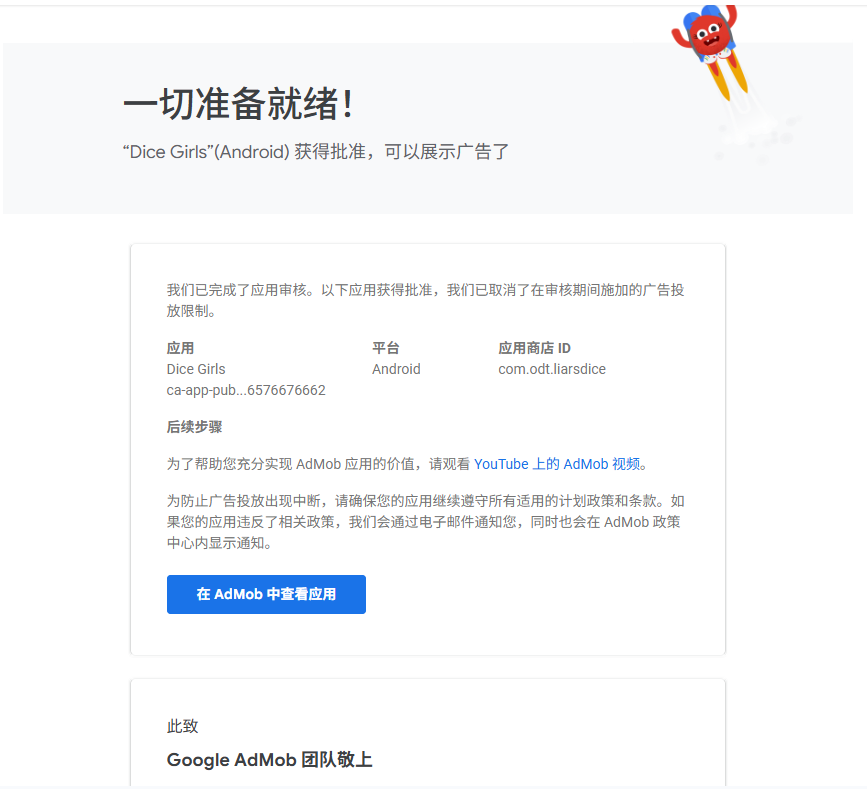 一切准备就绪！
“Dice Girls”(Android) 获得批准，可以展示广告了
我们已完成了应用审核。以下应用获得批准，我们已取消了在审核期间施加的广告投
放限制。
应用 平台 应用商店 ID
Dice Girls Android com.odt.liarsdice
ca-app-pub...6576676662
后续步骤
为了帮助您充分实现 AdMob 应用的价值，请观看 YouTube 上的 AdMob 视频。
为防止广告投放出现中断，请确保您的应用继续遵守所有适用的计划政策和条款。如
果您的应用违反了相关政策，我们会通过电子邮件通知您，同时也会在 AdMob 政策
中心内显示通知。
在 AdMob 中查看应用
此致
Google AdMob 团队敬上